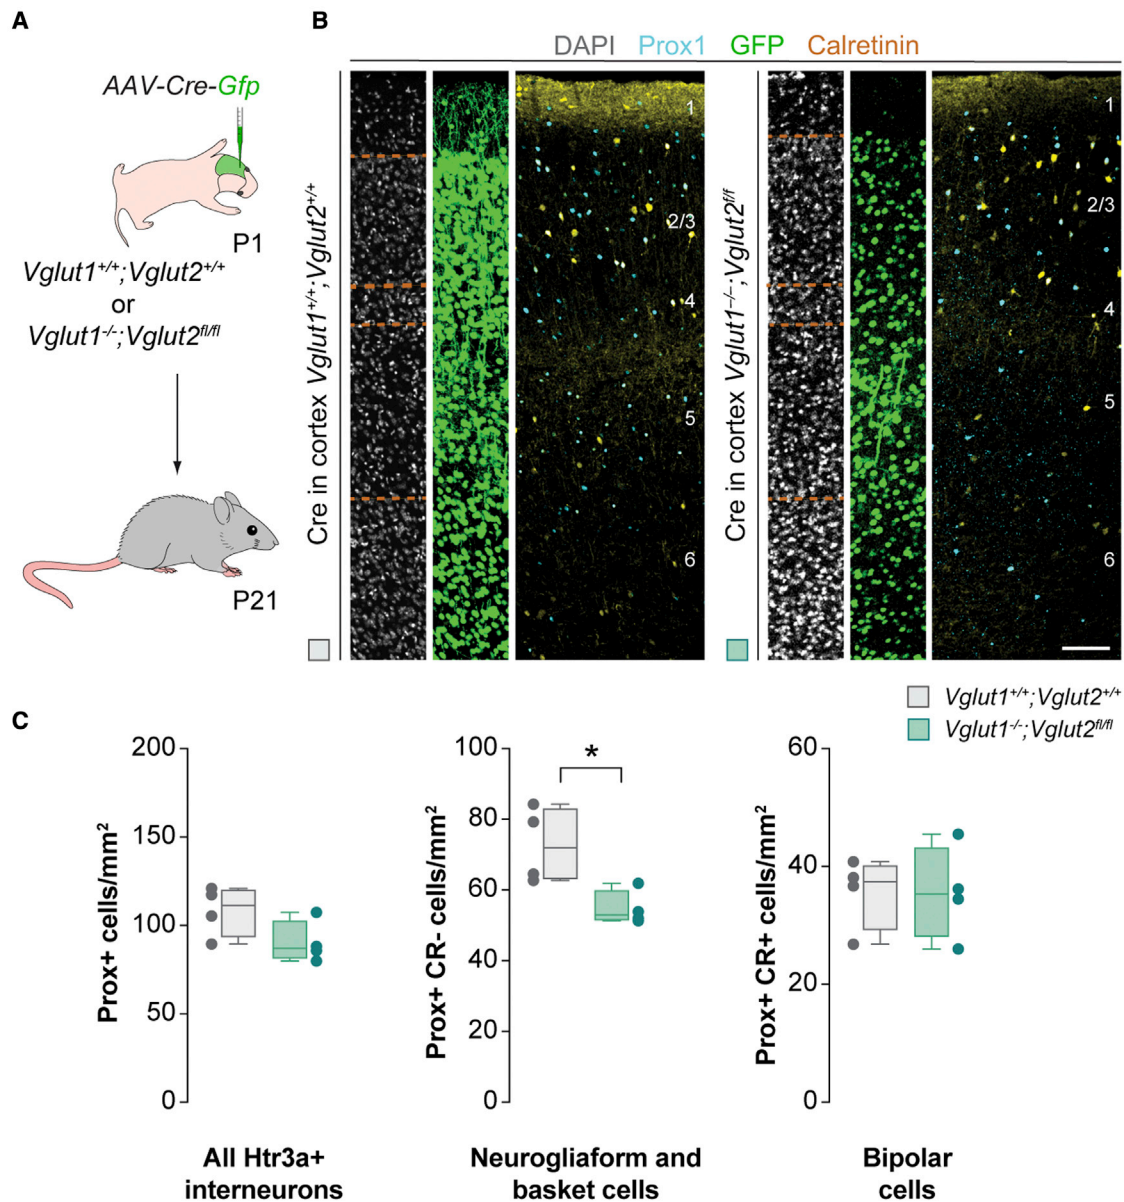 A
AAV-Cre-Gfp
P1
Vglut1+/+;Vglut2+/+
or
Vglut1-/-;Vglut2fl/fl
P21
B
DAPI Prox1 GFP Calretinin
Cre in cortex Vglut1+/+;Vglut2+/+
1
2/3
4
5
6
Cre in cortex Vglut1–/–;Vglut2f/f
1
2/3
4
5
6
Vglut1+/+;Vglut2+/+
Vglut1-/-;Vglut2fl/fl
C
Prox+ cells/mm2
200
150
100
50
0
All Htr3a+
interneurons
Prox+ CR- cells/mm2
100
80
60
40
20
0
*
Neurogliaform and
basket cells
Prox+ CR+ cells/mm2
60
40
20
0
Bipolar
cells